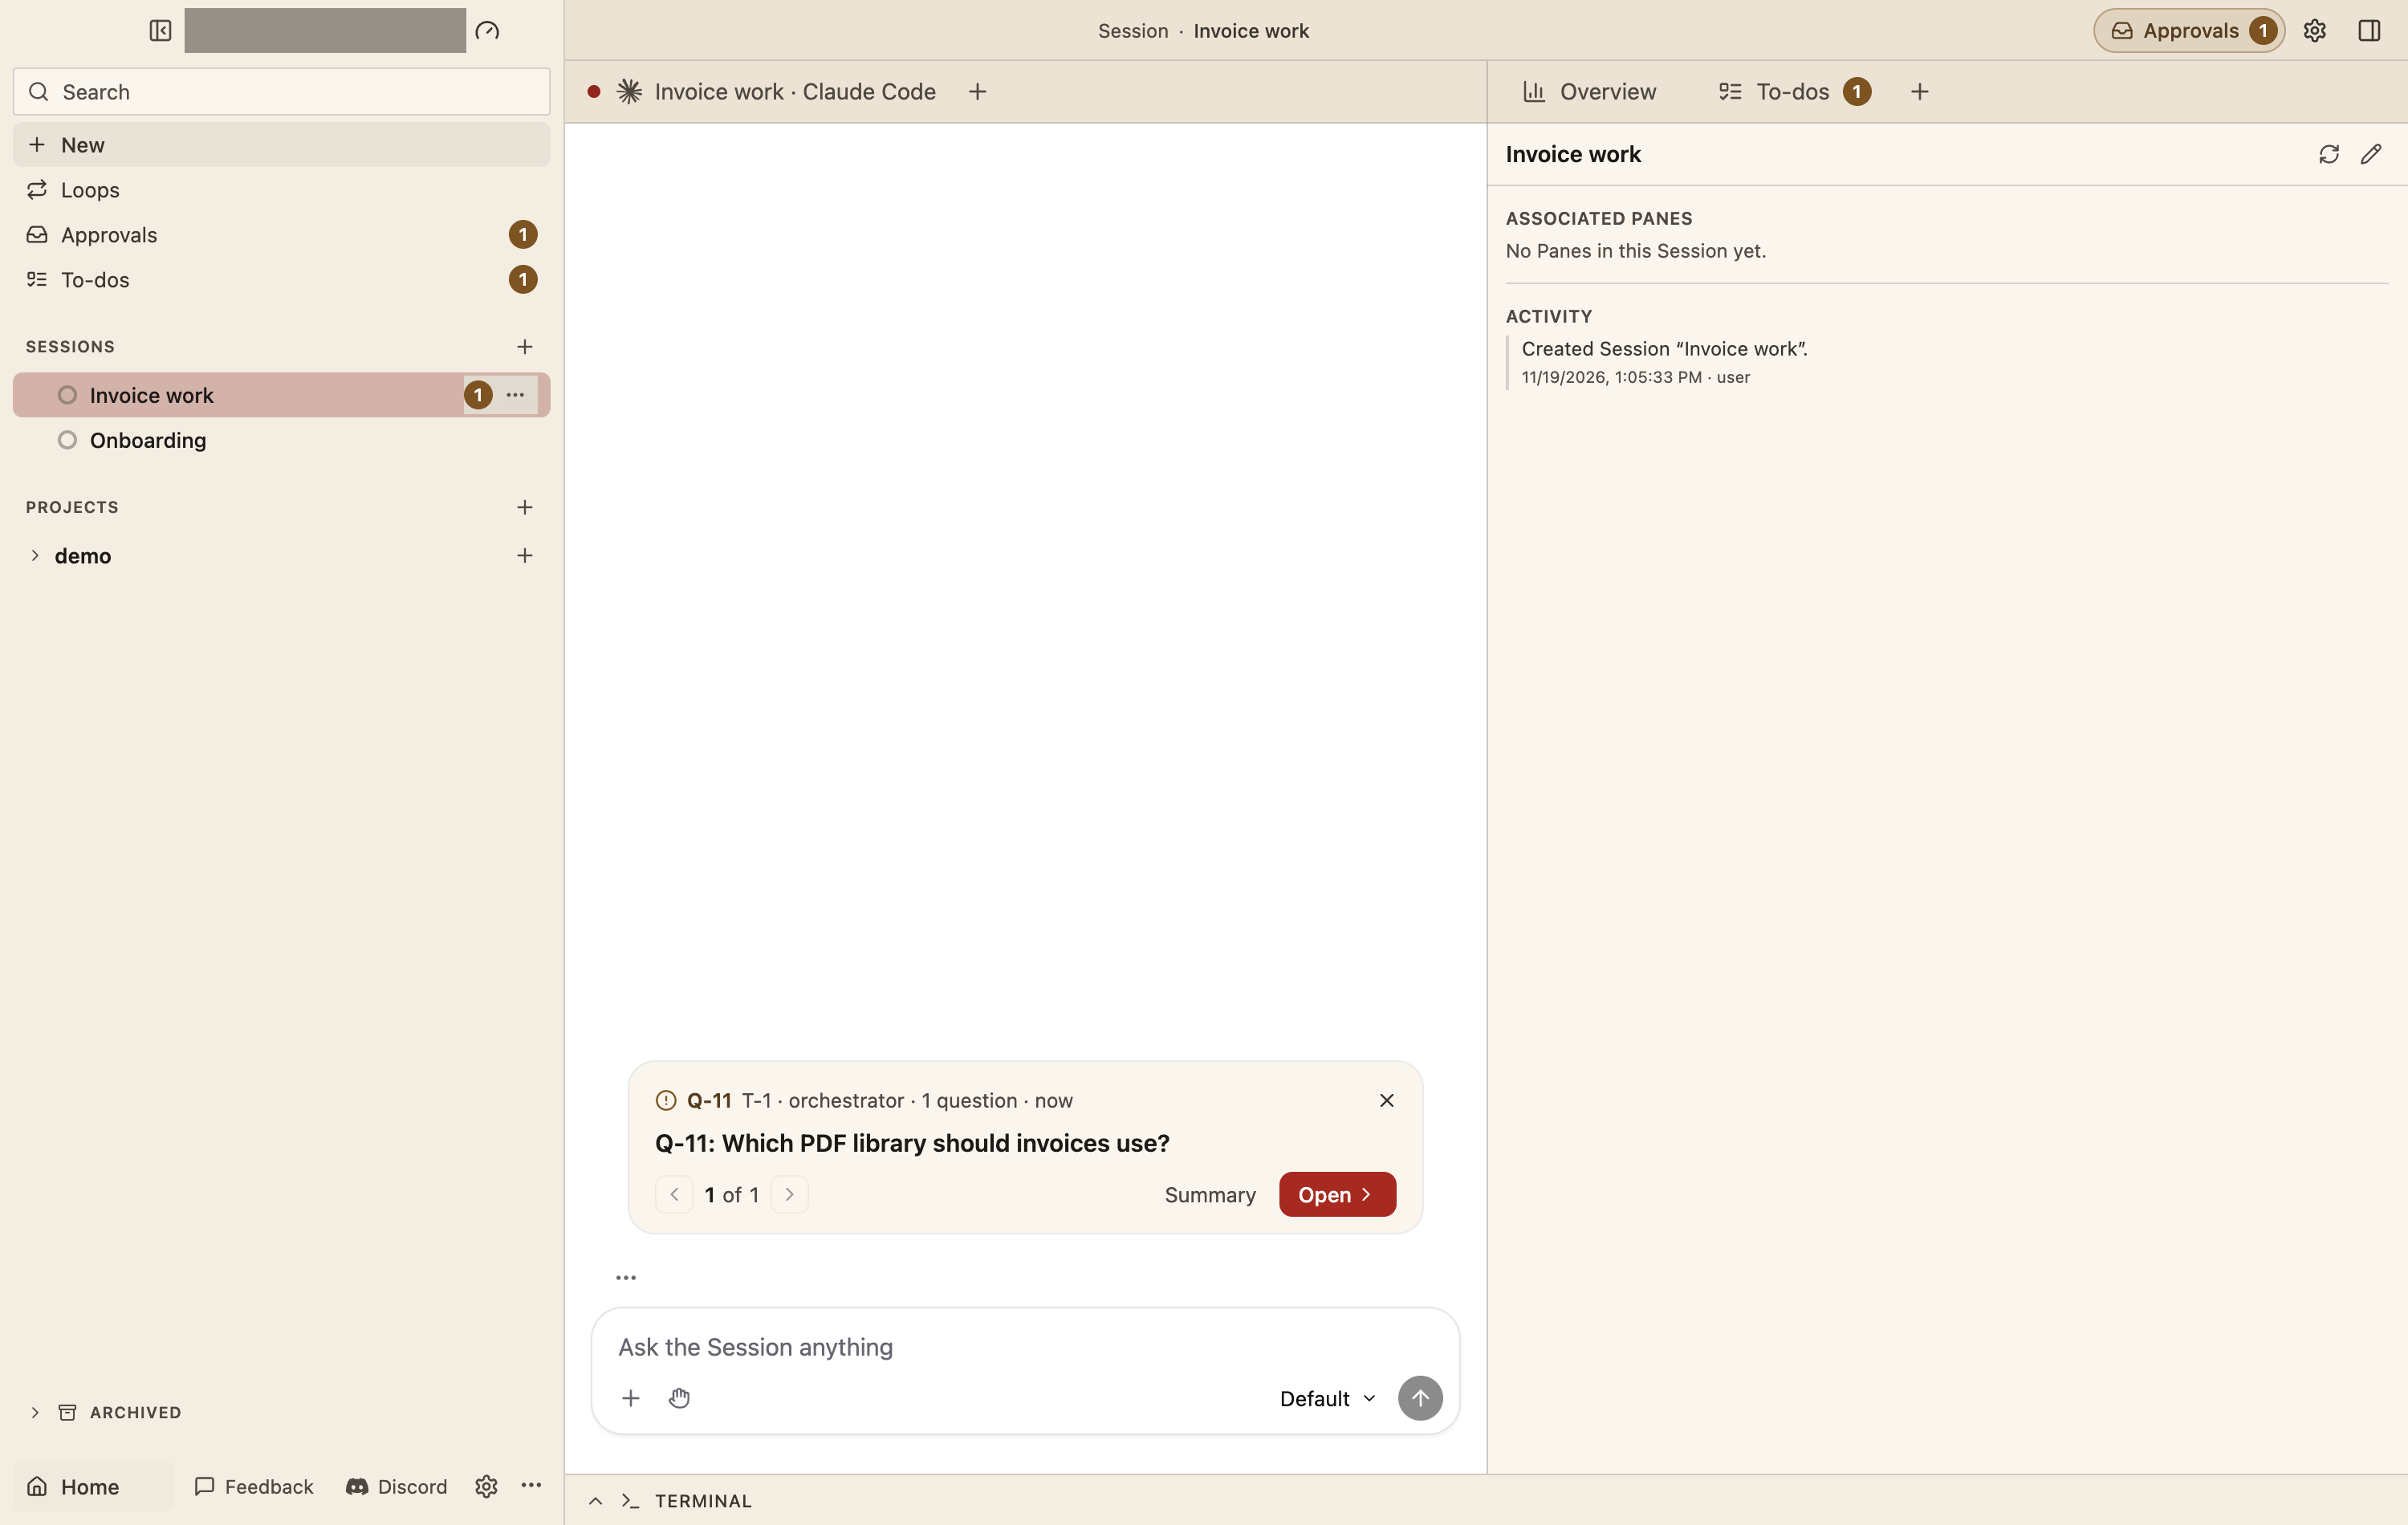 Session · Invoice work
Approvals 1
Search
New
Loops
Approvals 1
To-dos 1
SESSIONS
Invoice work 1
Onboarding
PROJECTS
demo
ARCHIVED
Home
Feedback
Discord
Invoice work · Claude Code
Q-11 T-1 · orchestrator · 1 question · now
Q-11: Which PDF library should invoices use?
1 of 1
Summary
Open
Ask the Session anything
Default
TERMINAL
Overview
To-dos 1
Invoice work
ASSOCIATED PANES
No Panes in this Session yet.
ACTIVITY
Created Session “Invoice work”.
11/19/2026, 1:05:33 PM · user